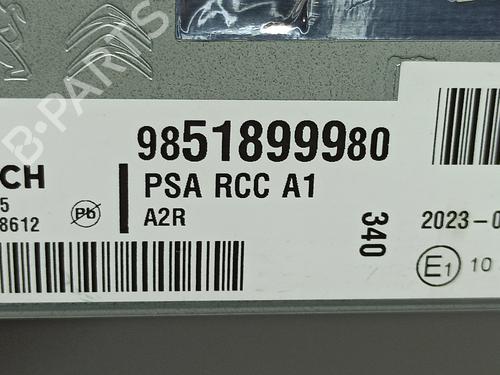 B-PARTS
9851899980
CH
PSA RCC A1
5
8612
Pb
A2R
340
2023-0
E1 10